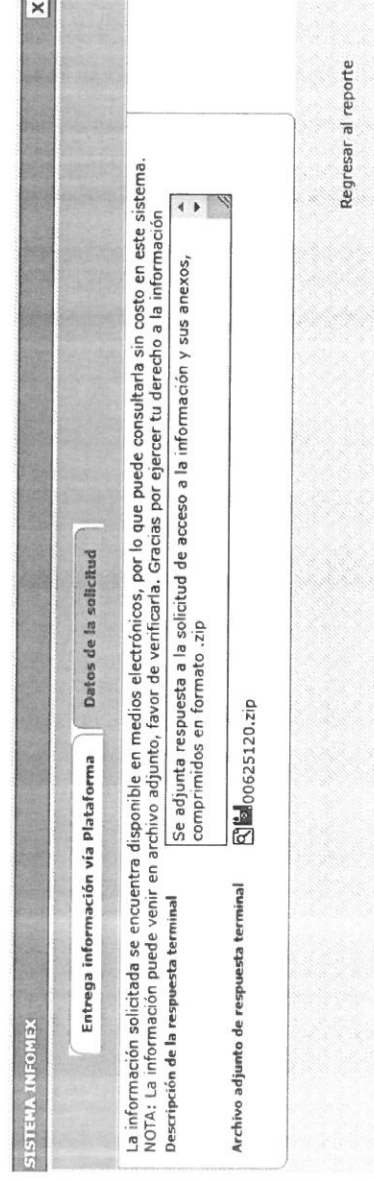 SISTEMA INFOMEX
X
Entrega información vía Plataforma
Datos de la solicitud
La información solicitada se encuentra disponible en medios electrónicos, por lo que puede consultarla sin costo en este sistema.
NOTA: La información puede venir en archivo adjunto, favor de verificarla. Gracias por ejercer tu derecho a la información
Descripción de la respuesta terminal
Se adjunta respuesta a la solicitud de acceso a la información y sus anexos,
comprimidos en formato .zip
Archivo adjunto de respuesta terminal
00625120.zip
Regresar al reporte